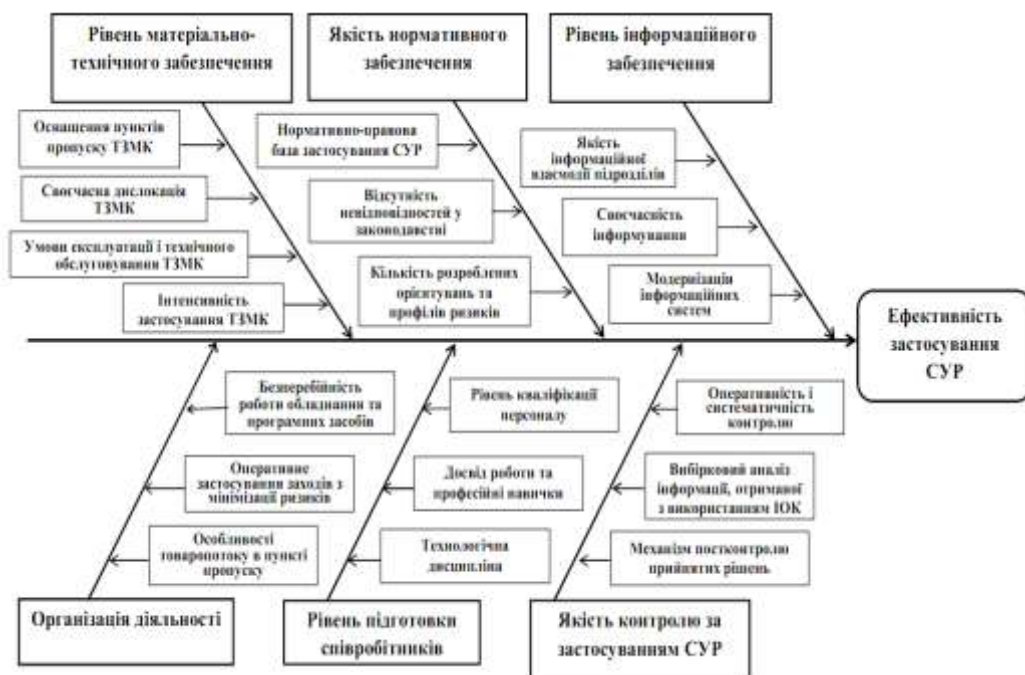 Рівень матеріально-
технічного забезпечення
Якість нормативного
забезпечення
Рівень інформаційного
забезпечення
Оснащення пунктів
пропуску ТЗМК
Своєчасна дислокація
ТЗМК
Умови експлуатації і технічного
обслуговування ТЗМК
Інтенсивність
застосування ТЗМК
Нормативно-правова
база застосування СУР
Відсутність
невідповідностей у
законодавстві
Кількість розроблених
орієнтувань та
профілів ризиків
Якість
інформаційної
взаємодії підрозділів
Своєчасність
інформування
Модернізація
інформаційних
систем
Ефективність
застосування
СУР
Безперебійність
роботи обладнання та
програмних засобів
Оперативне
застосування заходів з
мінімізації ризиків
Особливості
товаропотоку в пункті
пропуску
Рівень кваліфікації
персоналу
Досвід роботи та
професійні навички
Технологічна
дисципліна
Оперативність і
систематичність
контролю
Вибірковий аналіз
інформації, отриманої
з використанням ІОК
Механізм постконтролю
прийнятих рішень
Організація діяльності
Рівень підготовки
співробітників
Якість контролю за
застосуванням СУР